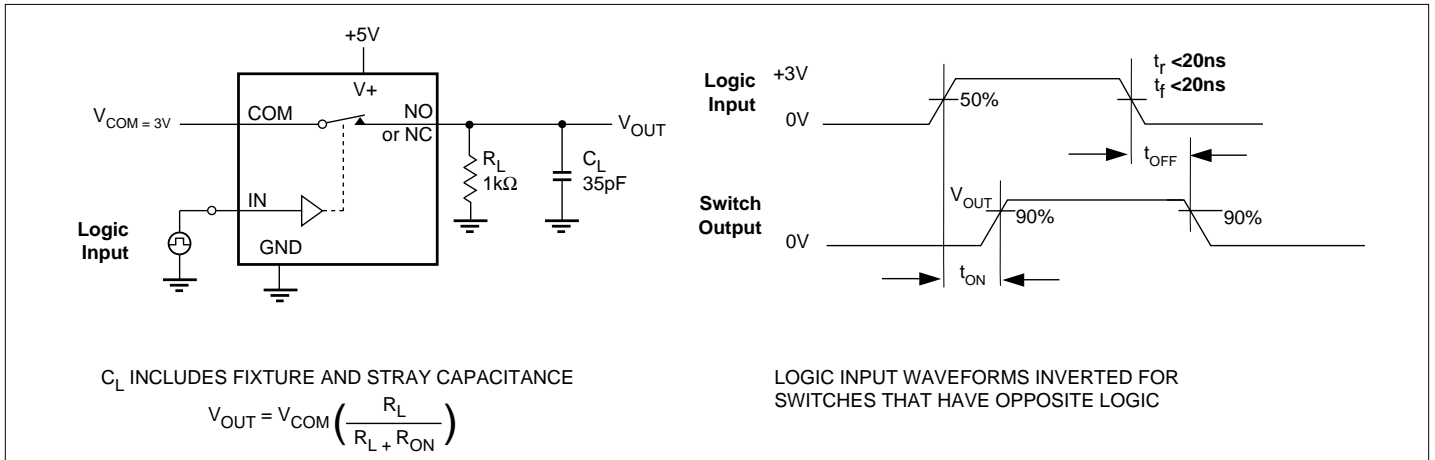 +5V
V+
V_COM = 3V
COM
NO
or NC
V_OUT
R_L
1kΩ
C_L
35pF
IN
Logic
Input
GND
C_L INCLUDES FIXTURE AND STRAY CAPACITANCE
V_OUT = V_COM ( R_L / R_L + R_ON )
Logic
Input
+3V
0V
50%
t_r <20ns
t_f <20ns
t_OFF
Switch
Output
V_OUT
0V
90%
90%
t_ON
LOGIC INPUT WAVEFORMS INVERTED FOR
SWITCHES THAT HAVE OPPOSITE LOGIC